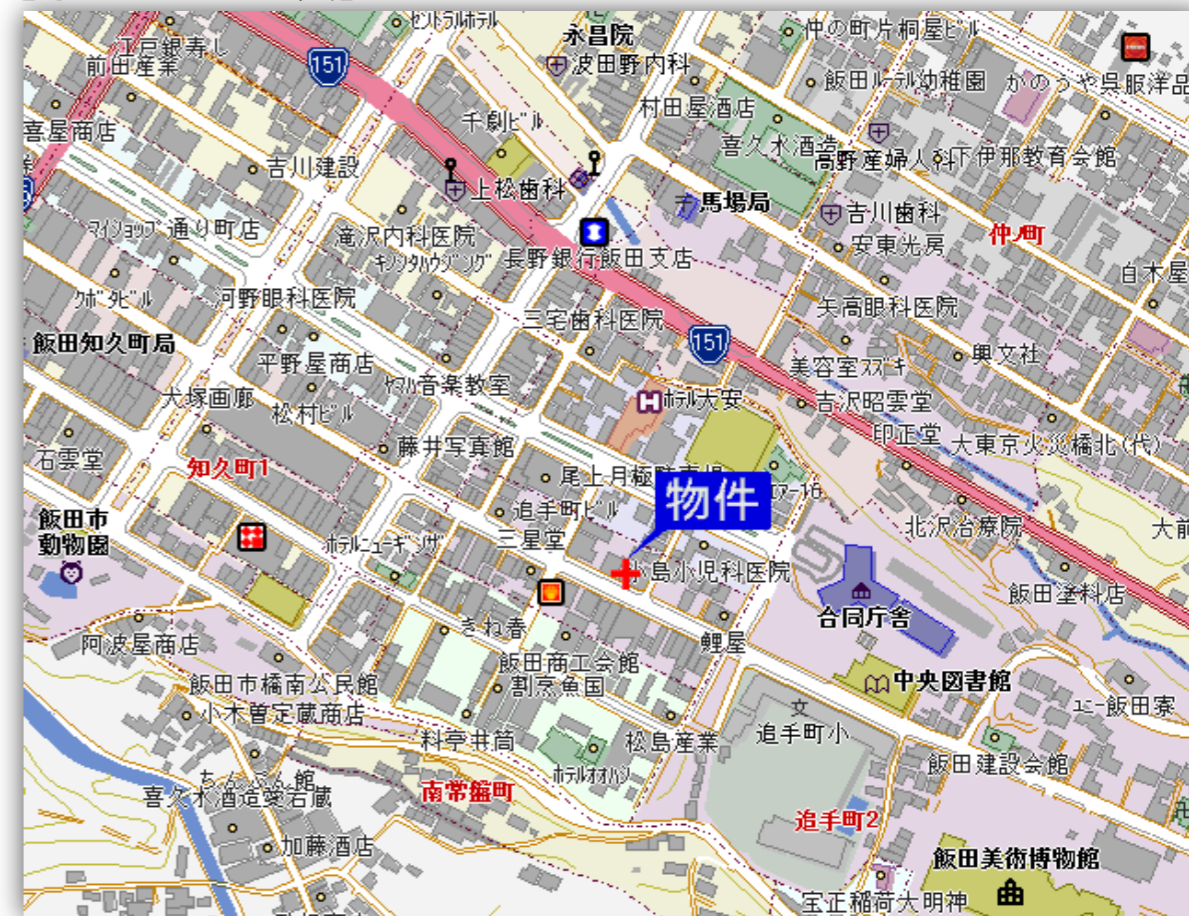 セントラルホテル
永昌院
仲の町片桐屋ビル
江戸銀寿し
前田産業
151
波田野内科
飯田ルーテル幼稚園
かのうや呉服洋品
村田屋酒店
喜屋商店
千劇ビル
喜久水酒造
高野産婦人科
下伊那教育会館
吉川建設
上松歯科
馬場局
吉川歯科
マイショップ通り町店
滝沢内科医院
仲ノ町
キノシタハウジング
長野銀行飯田支店
安東光房
白木屋
クボタビル
河野眼科医院
三宅歯科医院
矢高眼科医院
飯田知久町局
151
平野屋商店
美容室スズキ
興文社
大塚画廊
ヤマハ音楽教室
ホテル大安
吉沢昭雲堂
松村ビル
印正堂
大東京火災橋北(代)
石雲堂
知久町1
藤井写真館
尾上月極駐車場
物件
飯田市
動物園
追手町ビル
北沢治療院
大前
ホテルニューギンザ
三星堂
島小児科医院
飯田塗料店
合同庁舎
阿波屋商店
きね春
鯉屋
飯田商工会館
中央図書館
飯田市橋南公民館
割烹魚国
ユニー飯田寮
小木曽定蔵商店
文
料亭井筒
松島産業
追手町小
飯田建設会館
ホテルオオハシ
喜久水酒造愛宕蔵
南常盤町
追手町2
加藤酒店
飯田美術博物館
宝正稲荷大明神